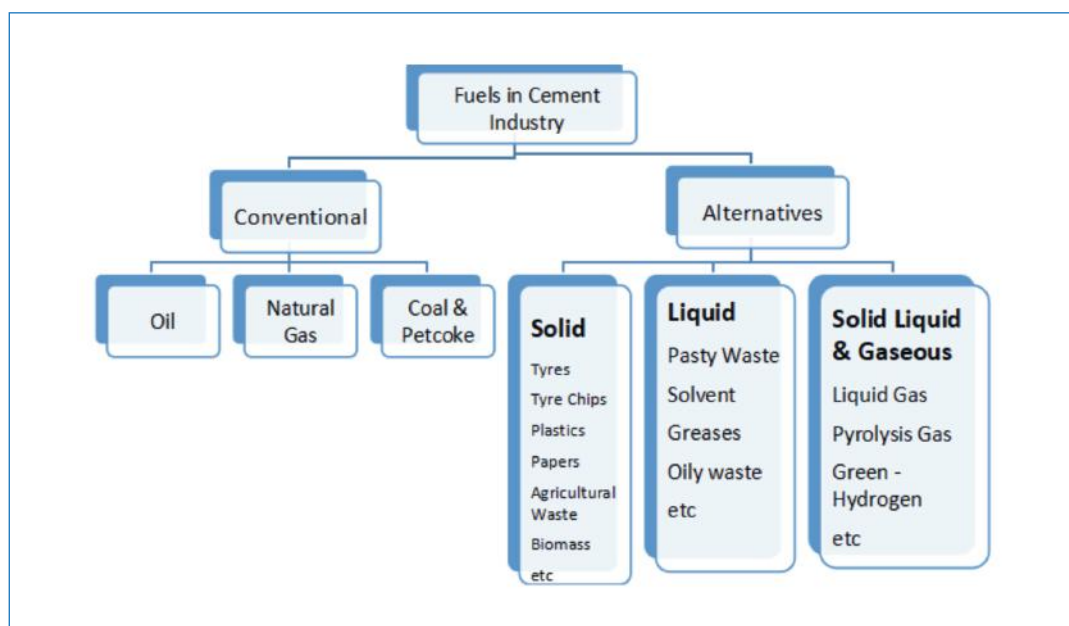 Fuels in Cement
Industry
Conventional
Alternatives
Oil
Natural
Gas
Coal &
Petcoke
Solid
Tyres
Tyre Chips
Plastics
Papers
Agricultural
Waste
Biomass
etc
Liquid
Pasty Waste
Solvent
Greases
Oily waste
etc
Solid Liquid
& Gaseous
Liquid Gas
Pyrolysis Gas
Green -
Hydrogen
etc